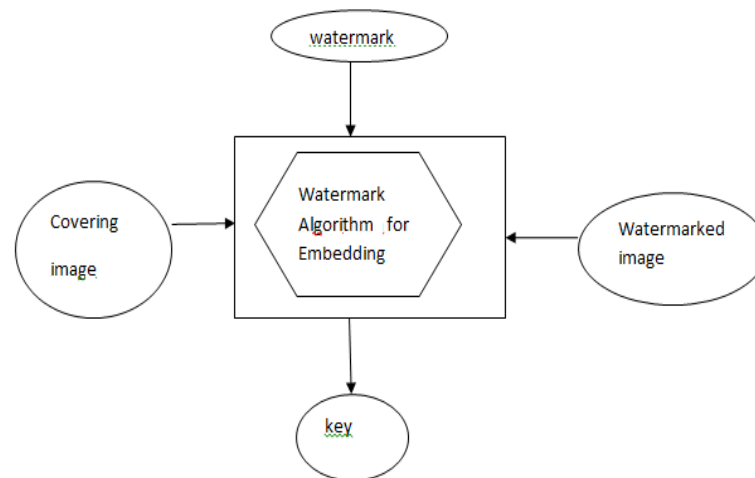 watermark
Covering
image
Watermark
Algorithm for
Embedding
Watermarked
image
key